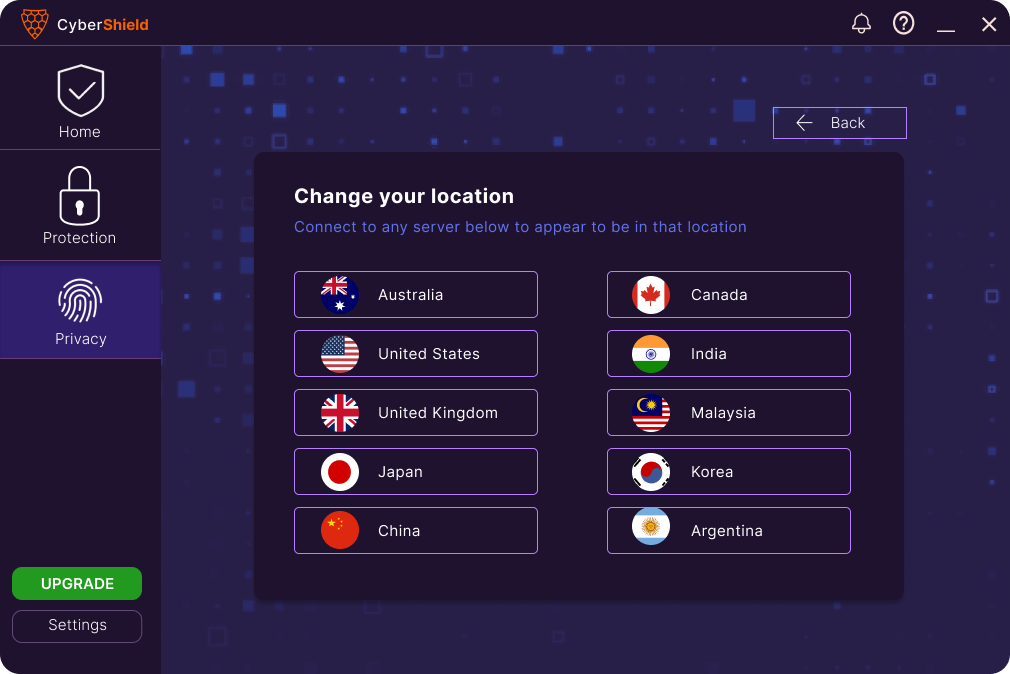 CyberShield
Home
Protection
Privacy
UPGRADE
Settings
Back
Change your location
Connect to any server below to appear to be in that location
Australia
Canada
United States
India
United Kingdom
Malaysia
Japan
Korea
China
Argentina